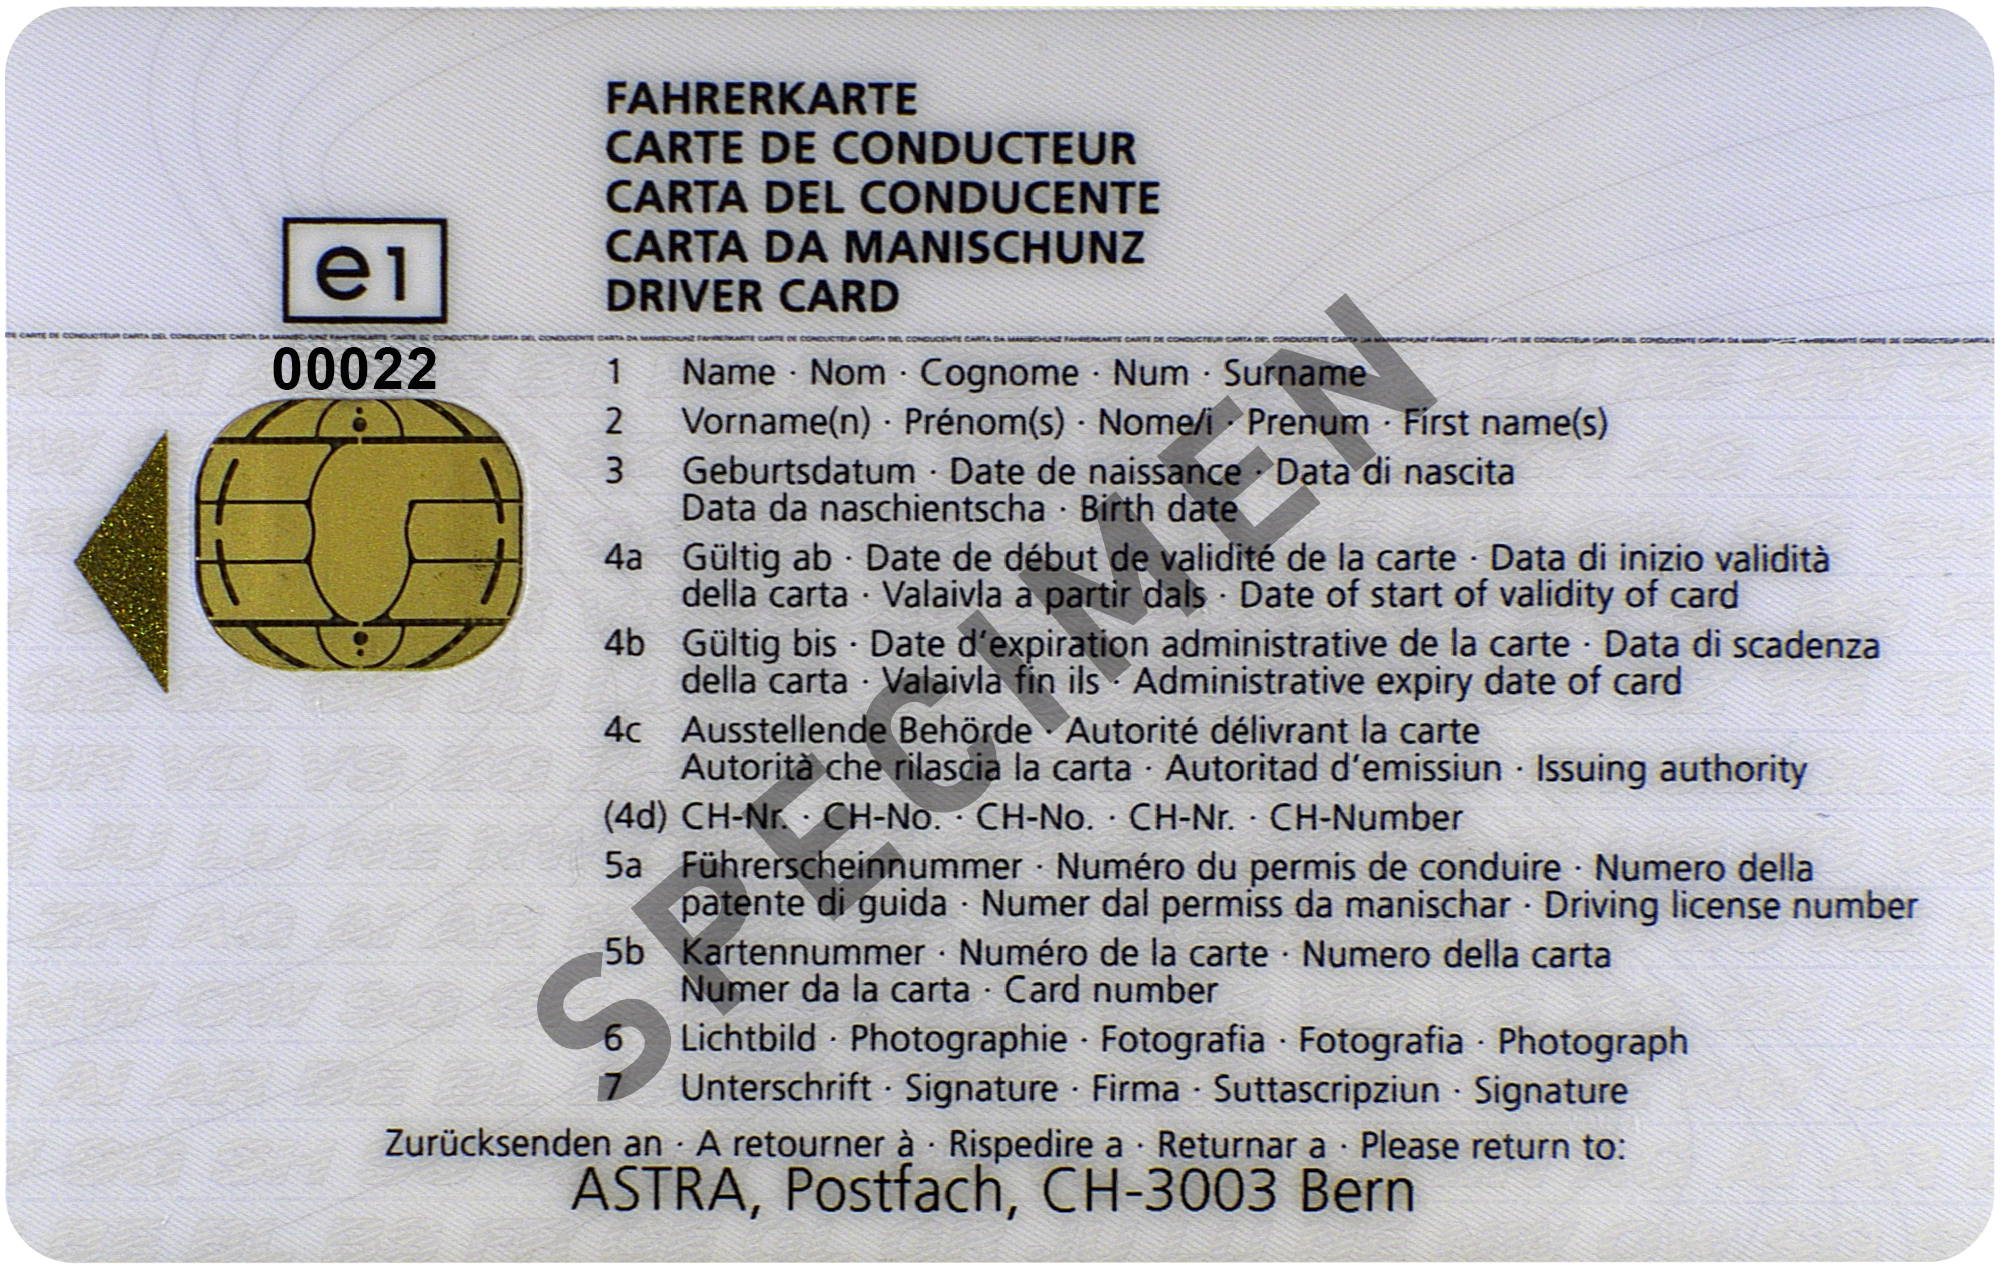 FAHRERKARTE
CARTE DE CONDUCTEUR
CARTA DEL CONDUCENTE
CARTA DA MANISCHUNZ
DRIVER CARD
e1
00022
1 Name · Nom · Cognome · Num · Surname
2 Vorname(n) · Prénom(s) · Nome/i · Prenum · First name(s)
3 Geburtsdatum · Date de naissance · Data di nascita
Data da naschientscha · Birth date
4a Gültig ab · Date de début de validité de la carte · Data di inizio validità
della carta · Valaivla a partir dals · Date of start of validity of card
4b Gültig bis · Date d'expiration administrative de la carte · Data di scadenza
della carta · Valaivla fin ils · Administrative expiry date of card
4c Ausstellende Behörde · Autorité délivrant la carte
Autorità che rilascia la carta · Autoritad d'emissiun · Issuing authority
(4d) CH-Nr. · CH-No. · CH-No. · CH-Nr. · CH-Number
5a Führerscheinnummer · Numéro du permis de conduire · Numero della
patente di guida · Numer dal permiss da manischar · Driving license number
5b Kartennummer · Numéro de la carte · Numero della carta
Numer da la carta · Card number
6 Lichtbild · Photographie · Fotografia · Fotografia · Photograph
7 Unterschrift · Signature · Firma · Suttascripziun · Signature
Zurücksenden an · A retourner à · Rispedire a · Returnar a · Please return to:
ASTRA, Postfach, CH-3003 Bern
SPECIMEN